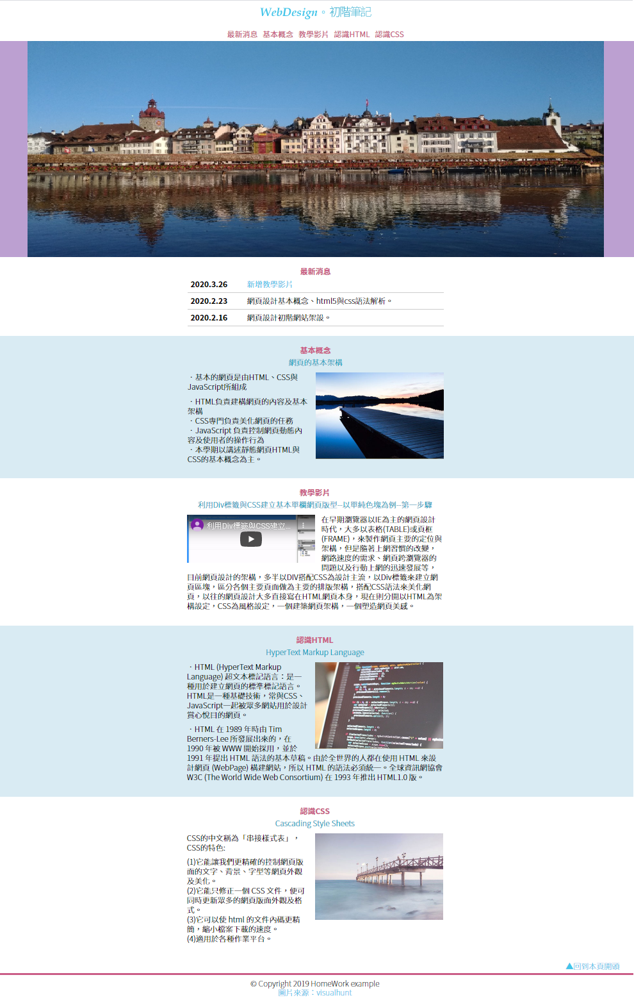 WebDesign。初階筆記
最新消息 基本概念 教學影片 認識HTML 認識CSS
最新消息
2020.3.26 新增教學影片
2020.2.23 網頁設計基本概念、html5與css語法解析。
2020.2.16 網頁設計初階網站架設。
基本概念
網頁的基本架構
．基本的網頁是由HTML、CSS與
JavaScript所組成
．HTML負責建構網頁的內容及基本
架構
．CSS專門負責美化網頁的任務
．JavaScript 負責控制網頁動態內
容及使用者的操作行為
．本學期以講述靜態網頁HTML與
CSS的基本概念為主。
教學影片
利用Div標籤與CSS建立基本單欄網頁版型–以單純色塊為例–第一步驟
利用Div標籤與CSS建立...
在早期瀏覽器以IE為主的網頁設計
時代，大多以表格(TABLE)或頁框
(FRAME)，來製作網頁主要的定位與
架構，但是隨著上網習慣的改變，
網路速度的需求、網頁跨瀏覽器的
問題以及行動上網的迅速發展等，
目前網頁設計的架構，多半以DIV搭配CSS為設計主流，以Div標籤來建立網
頁區塊，區分各個主要頁面做為主要的排版架構，搭配CSS語法來美化網
頁，以往的網頁設計大多直接寫在HTML網頁本身，現在則分開以HTML為架
構設定，CSS為風格設定，一個建築網頁架構，一個塑造網頁美感。
認識HTML
HyperText Markup Language
．HTML (HyperText Markup
Language) 超文本標記語言：是一
種用於建立網頁的標準標記語言。
HTML是一種基礎技術，常與CSS、
JavaScript一起被眾多網站用於設計
賞心悅目的網頁。
．HTML 在 1989 年時由 Tim
Berners-Lee 所發展出來的，在
1990 年被 WWW 開始採用，並於
1991 年提出 HTML 語法的基本草稿。由於全世界的人都在使用 HTML 來設
計網頁 (WebPage) 構建網站，所以 HTML 的語法必須統一。全球資訊網協會
W3C (The World Wide Web Consortium) 在 1993 年推出 HTML1.0 版。
認識CSS
Cascading Style Sheets
CSS的中文稱為「串接樣式表」，
CSS的特色:
(1)它能讓我們更精確的控制網頁版
面的文字、背景、字型等網頁外觀
及美化。
(2)它能只修正一個 CSS 文件，便可
同時更新眾多的網頁版面外觀及格
式。
(3)它可以使 html 的文件內碼更精
簡，縮小檔案下載的速度。
(4)適用於各種作業平台。
▲回到本頁開頭
© Copyright 2019 HomeWork example
圖片來源：visualhunt